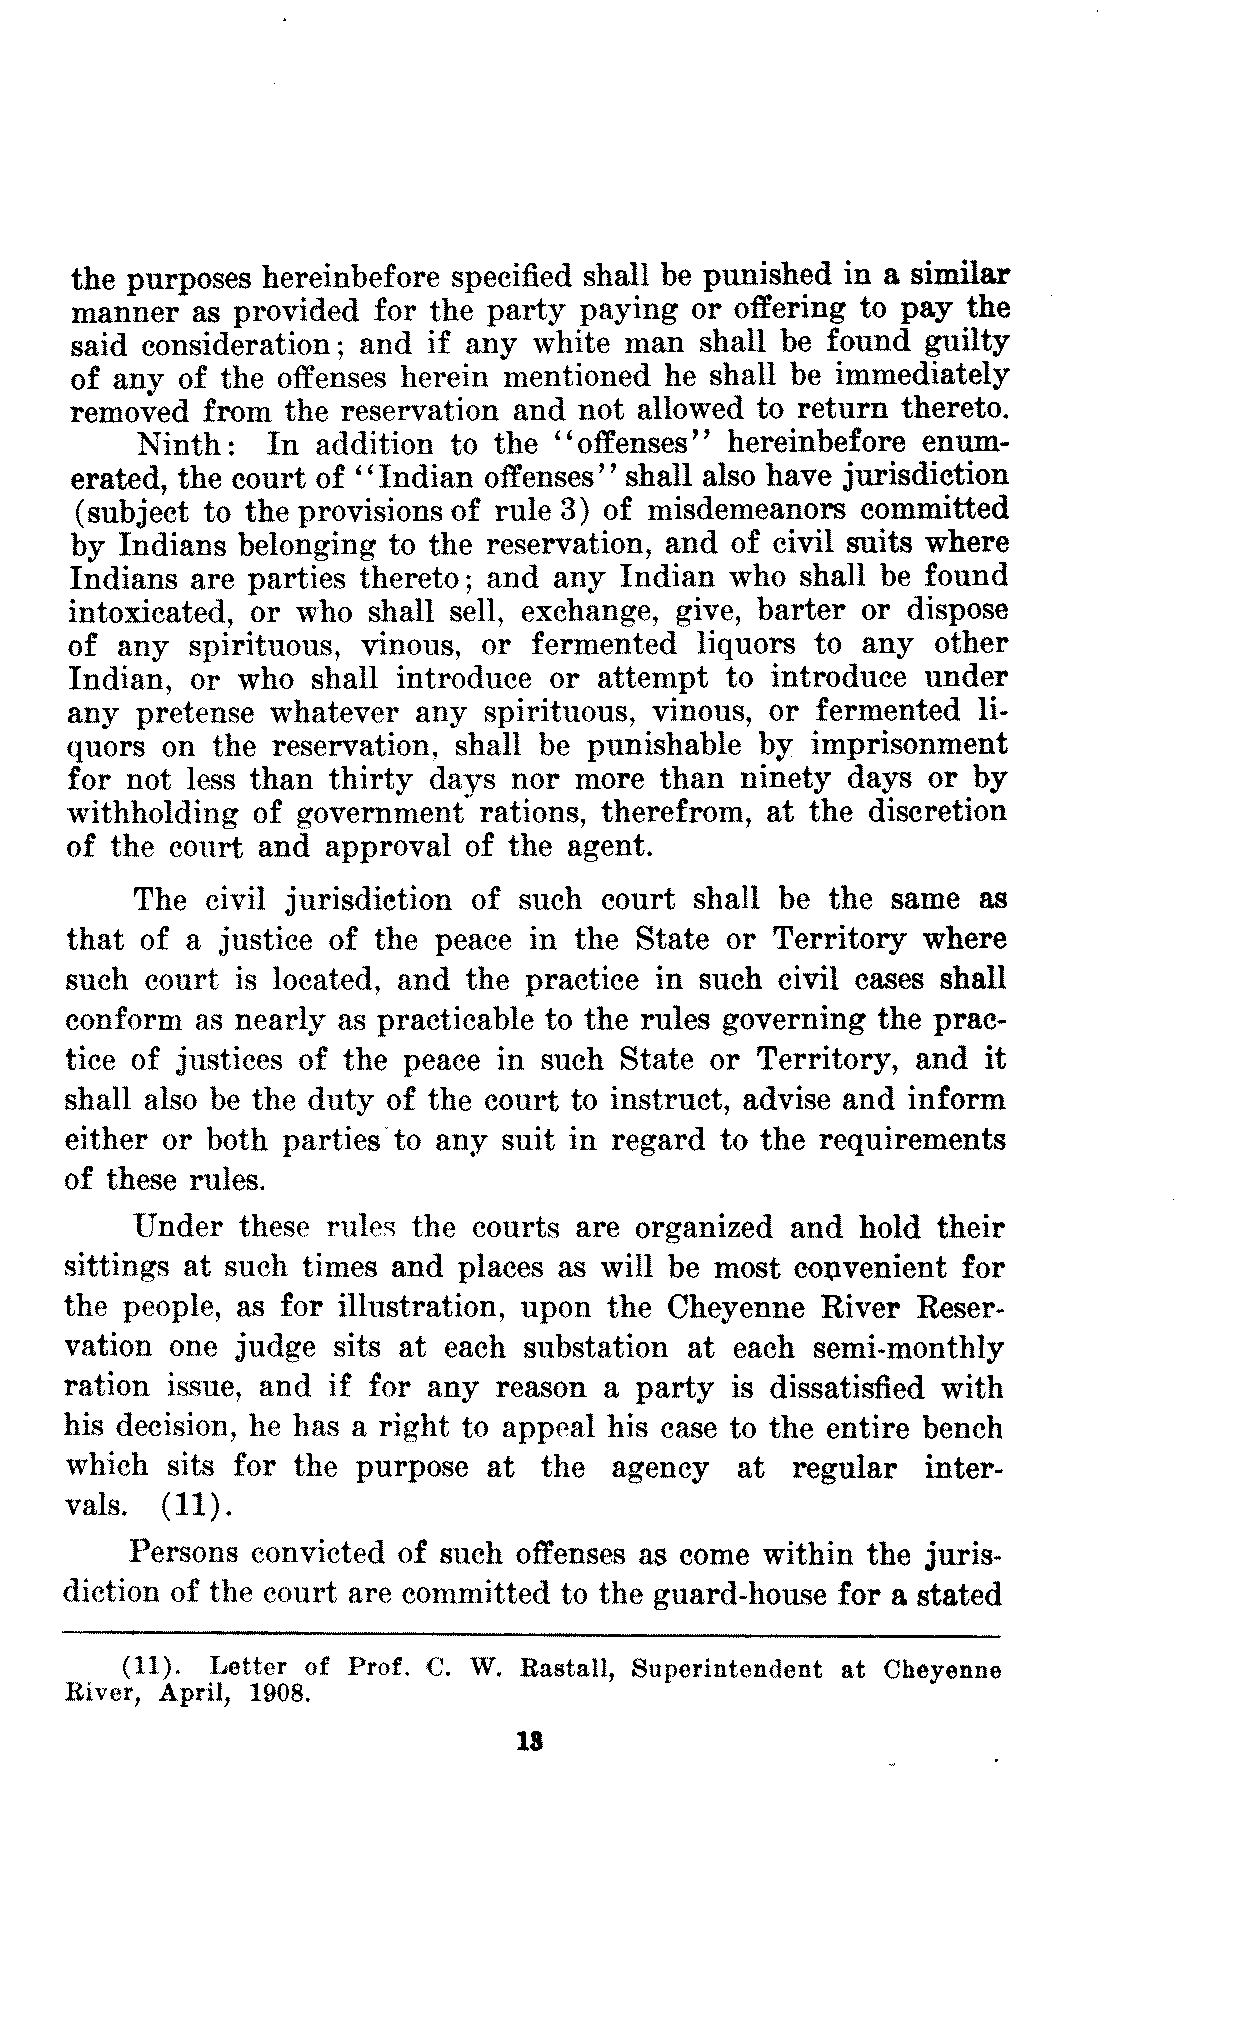 the purposes hereinbefore specified shall be punished in a similar
manner as provided for the party paying or offering to pay the
said consideration; and if any white man shall be found guilty
of any of the offenses herein mentioned he shall be immediately
removed from the reservation and not allowed to return thereto.
Ninth: In addition to the "offenses" hereinbefore enum-
erated, the court of "Indian offenses" shall also have jurisdiction
(subject to the provisions of rule 3) of misdemeanors committed
by Indians belonging to the reservation, and of civil suits where
Indians are parties thereto; and any Indian who shall be found
intoxicated, or who shall sell, exchange, give, barter or dispose
of any spirituous, vinous, or fermented liquors to any other
Indian, or who shall introduce or attempt to introduce under
any pretense whatever any spirituous, vinous, or fermented li-
quors on the reservation, shall be punishable by imprisonment
for not less than thirty days nor more than ninety days or by
withholding of government rations, therefrom, at the discretion
of the court and approval of the agent.
The civil jurisdiction of such court shall be the same as
that of a justice of the peace in the State or Territory where
such court is located, and the practice in such civil cases shall
conform as nearly as practicable to the rules governing the prac-
tice of justices of the peace in such State or Territory, and it
shall also be the duty of the court to instruct, advise and inform
either or both parties to any suit in regard to the requirements
of these rules.
Under these rules the courts are organized and hold their
sittings at such times and places as will be most convenient for
the people, as for illustration, upon the Cheyenne River Reser-
vation one judge sits at each substation at each semi-monthly
ration issue, and if for any reason a party is dissatisfied with
his decision, he has a right to appeal his case to the entire bench
which sits for the purpose at the agency at regular inter-
vals. (11).
Persons convicted of such offenses as come within the juris-
diction of the court are committed to the guard-house for a stated
(11). Letter of Prof. C. W. Rastall, Superintendent at Cheyenne
River, April, 1908.
13